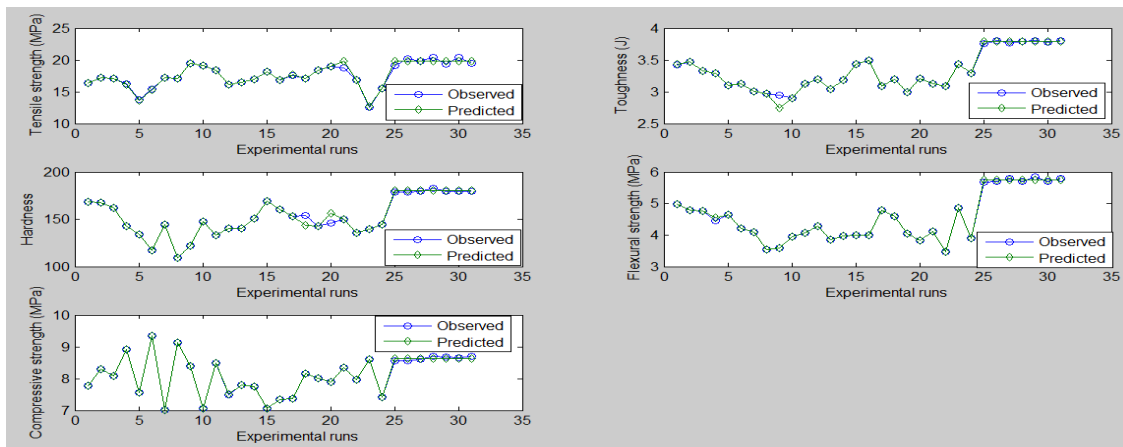 Tensile strength (MPa)
25
20
15
10
0 5 10 15 20 25 30 35
Experimental runs
Observed
Predicted
Toughness (J)
4
3.5
3
2.5
0 5 10 15 20 25 30 35
Experimental runs
Observed
Predicted
Hardness
200
150
100
0 5 10 15 20 25 30 35
Experimental runs
Observed
Predicted
Flexural strength (MPa)
6
5
4
3
0 5 10 15 20 25 30 35
Experimental runs
Observed
Predicted
Compressive strength (MPa)
10
9
8
7
0 5 10 15 20 25 30 35
Experimental runs
Observed
Predicted